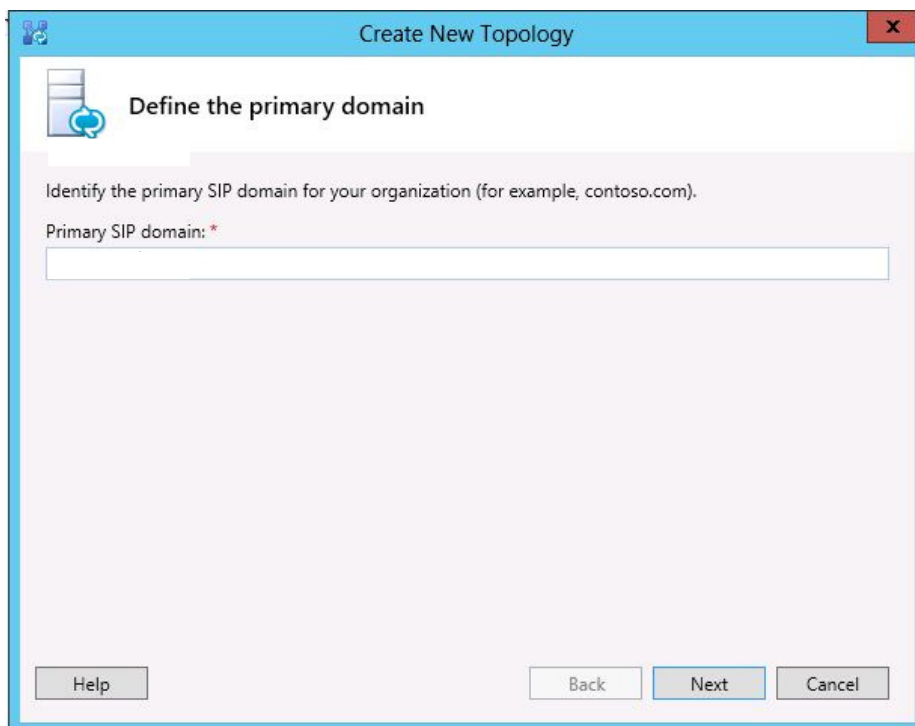 Create New Topology
x
Define the primary domain
Identify the primary SIP domain for your organization (for example, contoso.com).
Primary SIP domain: *
Help
Back
Next
Cancel